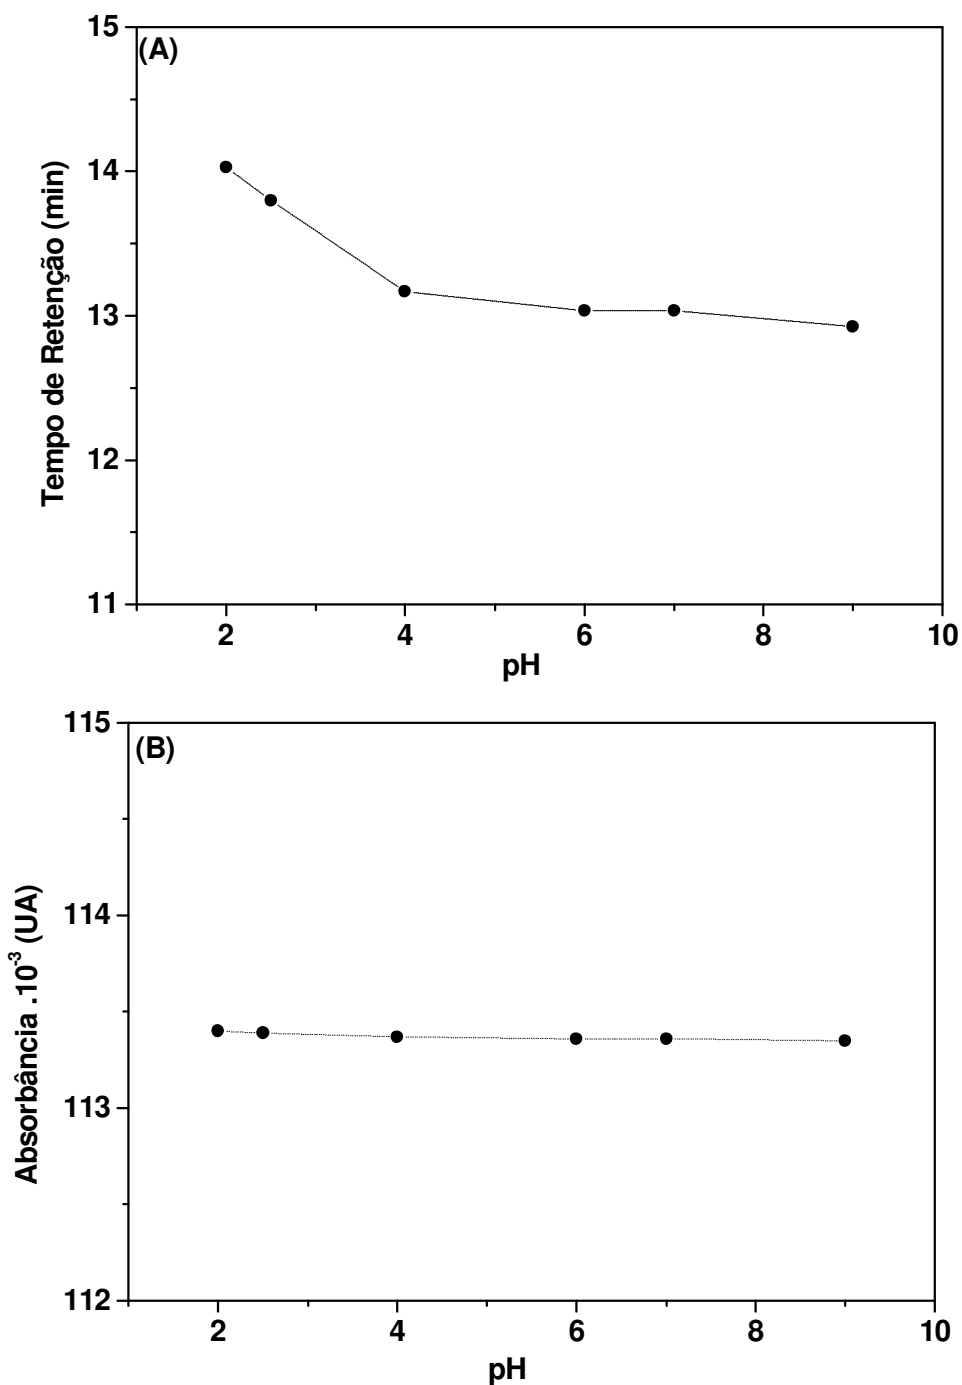 (A)
15
14
13
12
11
Tempo de Retenção (min)
2 4 6 8 10
pH
(B)
115
114
113
112
Absorbância .10⁻³ (UA)
2 4 6 8 10
pH